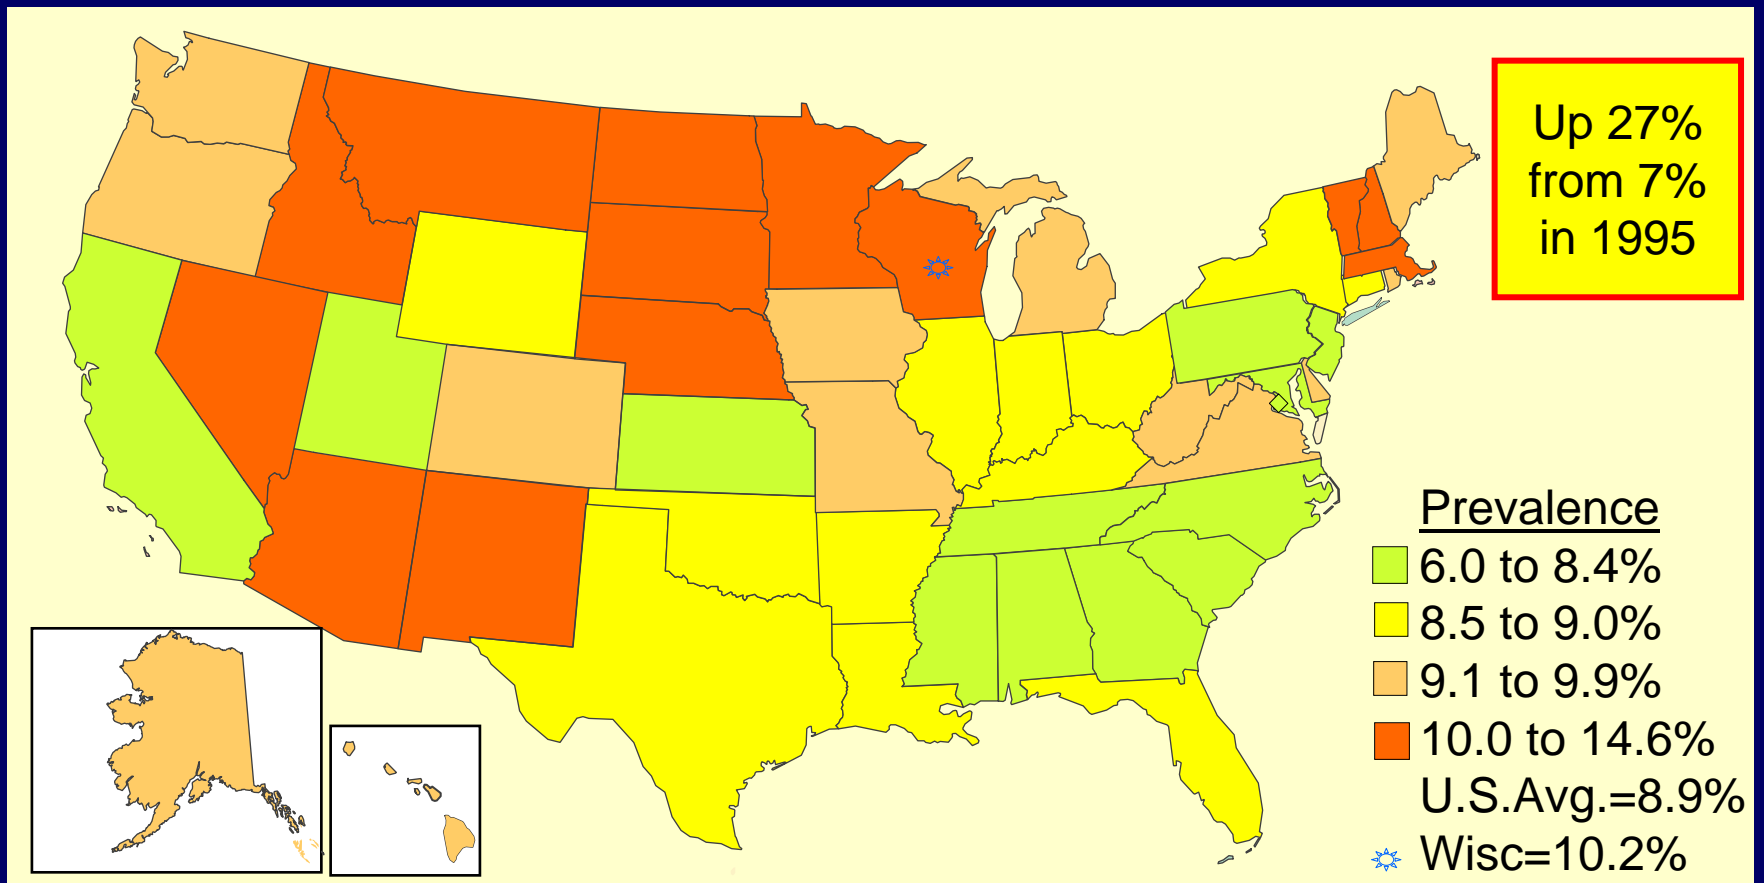 Up 27%
from 7%
in 1995
Prevalence
6.0 to 8.4%
8.5 to 9.0%
9.1 to 9.9%
10.0 to 14.6%
U.S.Avg.=8.9%
Wisc=10.2%